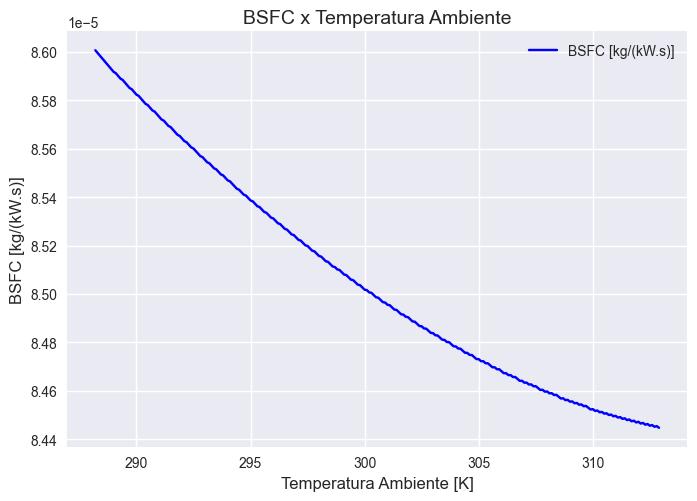 BSFC x Temperatura Ambiente
1e−5
BSFC [kg/(kW.s)]
8.60
8.58
8.56
8.54
8.52
8.50
8.48
8.46
8.44
BSFC [kg/(kW.s)]
290
295
300
305
310
Temperatura Ambiente [K]